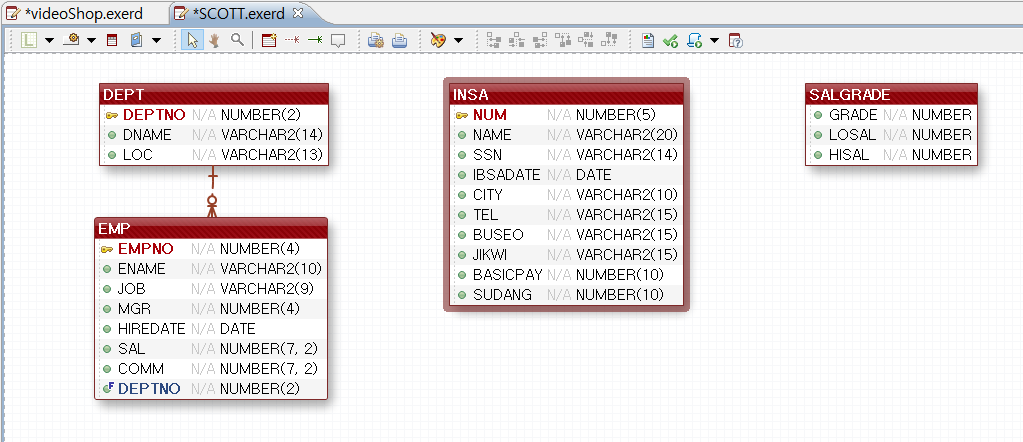 *videoShop.exerd
*SCOTT.exerd
L
DEPT
DEPTNO N/A NUMBER(2)
DNAME N/A VARCHAR2(14)
LOC N/A VARCHAR2(13)
EMP
EMPNO N/A NUMBER(4)
ENAME N/A VARCHAR2(10)
JOB N/A VARCHAR2(9)
MGR N/A NUMBER(4)
HIREDATE N/A DATE
SAL N/A NUMBER(7, 2)
COMM N/A NUMBER(7, 2)
F DEPTNO N/A NUMBER(2)
INSA
NUM N/A NUMBER(5)
NAME N/A VARCHAR2(20)
SSN N/A VARCHAR2(14)
IBSADATE N/A DATE
CITY N/A VARCHAR2(10)
TEL N/A VARCHAR2(15)
BUSEO N/A VARCHAR2(15)
JIKWI N/A VARCHAR2(15)
BASICPAY N/A NUMBER(10)
SUDANG N/A NUMBER(10)
SALGRADE
GRADE N/A NUMBER
LOSAL N/A NUMBER
HISAL N/A NUMBER